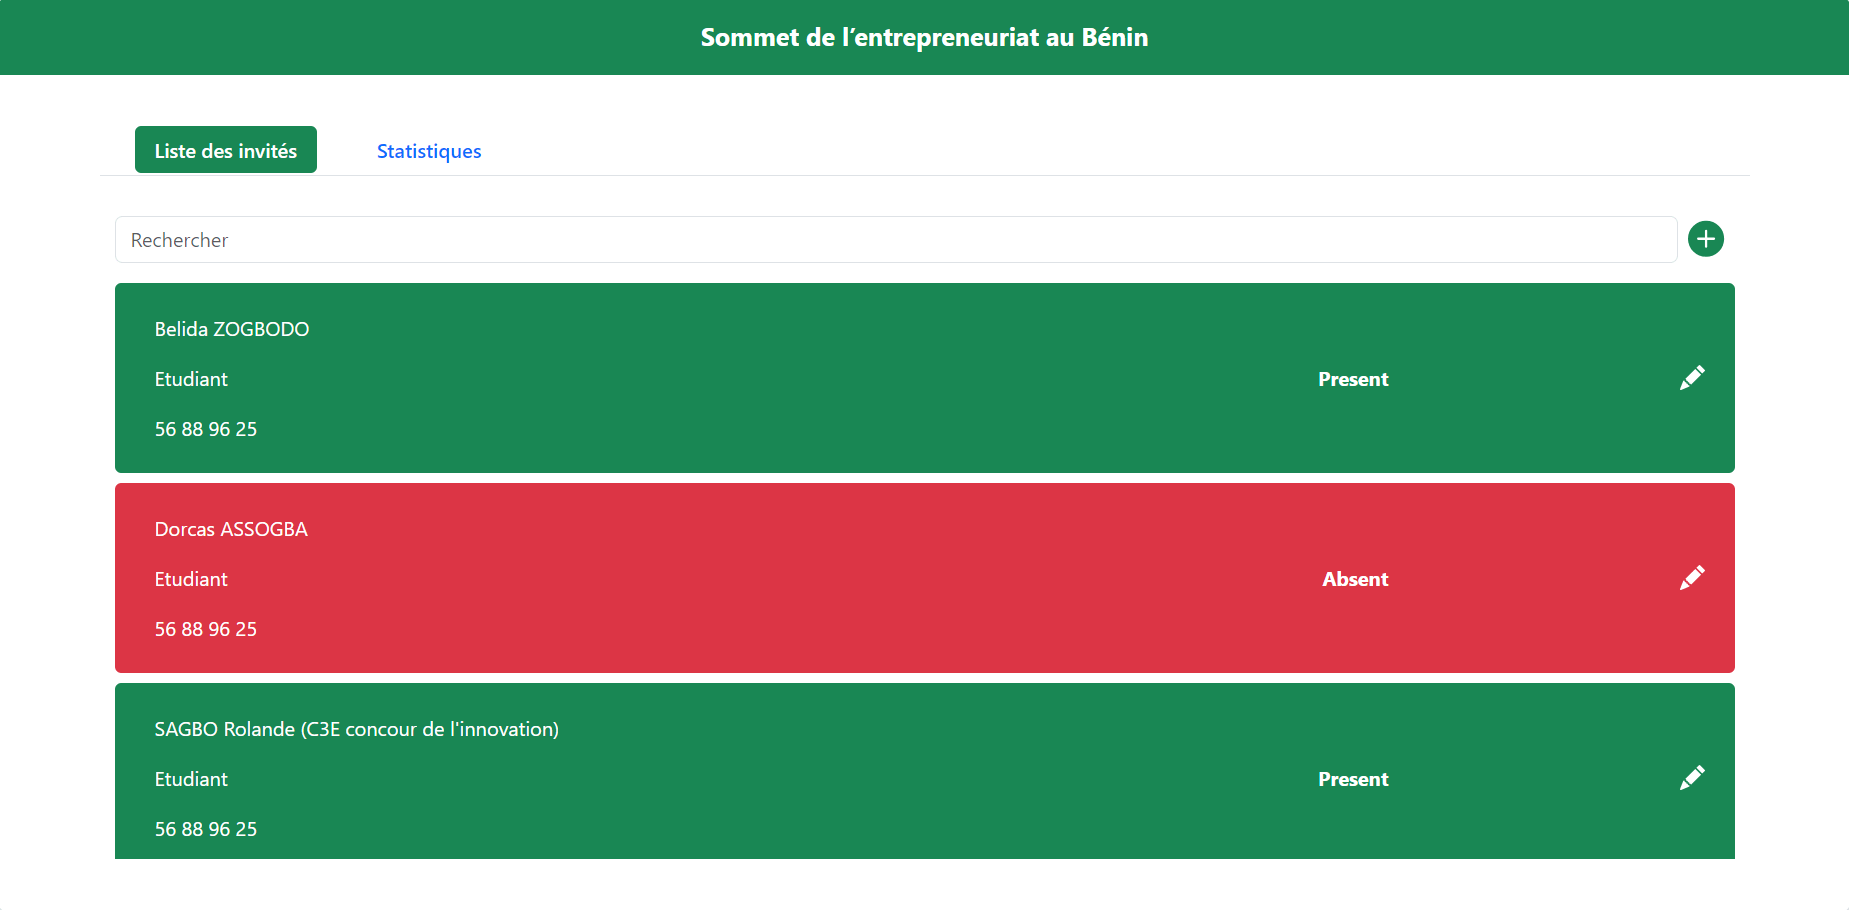 Sommet de l’entrepreneuriat au Bénin
Liste des invités
Statistiques
Rechercher
Belida ZOGBODO
Etudiant
Present
56 88 96 25
Dorcas ASSOGBA
Etudiant
Absent
56 88 96 25
SAGBO Rolande (C3E concour de l'innovation)
Etudiant
Present
56 88 96 25